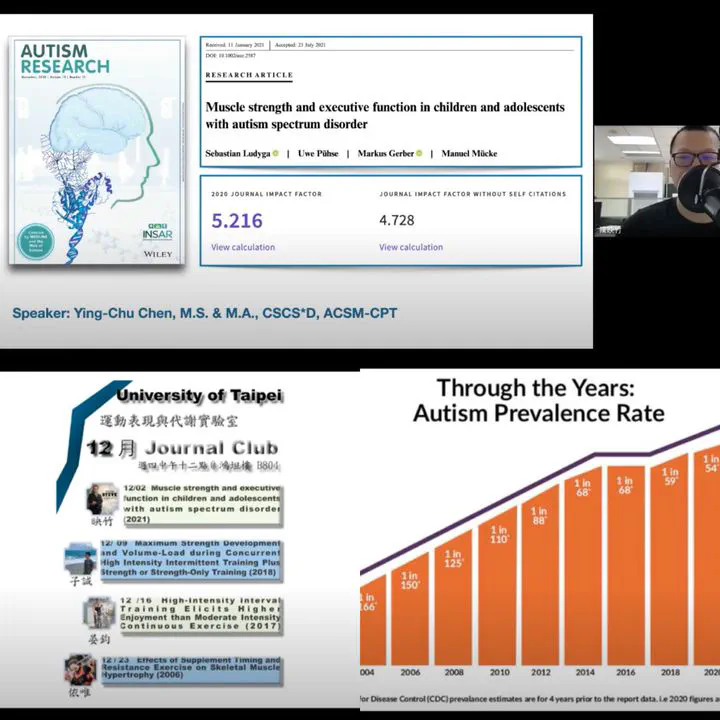 AUTISM
RESEARCH
INSAR
WILEY
Received: 11 January 2021 | Accepted: 23 July 2021
RESEARCH ARTICLE
Muscle strength and executive function in children and adolescents
with autism spectrum disorder
Sebastian Ludyga | Uwe Pühse | Markus Gerber | Manuel Mücke
2020 JOURNAL IMPACT FACTOR
5.216
View calculation
JOURNAL IMPACT FACTOR WITHOUT SELF CITATIONS
4.728
View calculation
Speaker: Ying-Chu Chen, M.S. & M.A., CSCS*D, ACSM-CPT
University of Taipei
運動表現與代謝實驗室
12月 Journal Club
B804
12/02 Muscle strength and executive
function in children and adolescents
with autism spectrum disorder
(2021)
映竹
12/ 09 Maximum Strength Development
and Volume-Load during Concurrent
High Intensity Intermittent Training Plus
Strength or Strength-Only Training (2018)
子誠
12 /16 High-Intensity Interval
Training Elicits Higher
Enjoyment than Moderate Intensity
Continuous Exercise (2017)
晏鈞
12 / 23 Effects of Supplement Timing and
Resistance Exercise on Skeletal Muscle
Hypertrophy (2006)
依唯
Through the Years:
Autism Prevalence Rate
1 in
166*
1 in
150*
1 in
125*
1 in
110*
1 in
88*
1 in
68*
1 in
68*
1 in
59*
1 in
54*
004 2006 2008 2010 2012 2014 2016 2018 2020
for Disease Control (CDC) prevalance estimates are for 4 years prior to the report data. i.e 2020 figures a